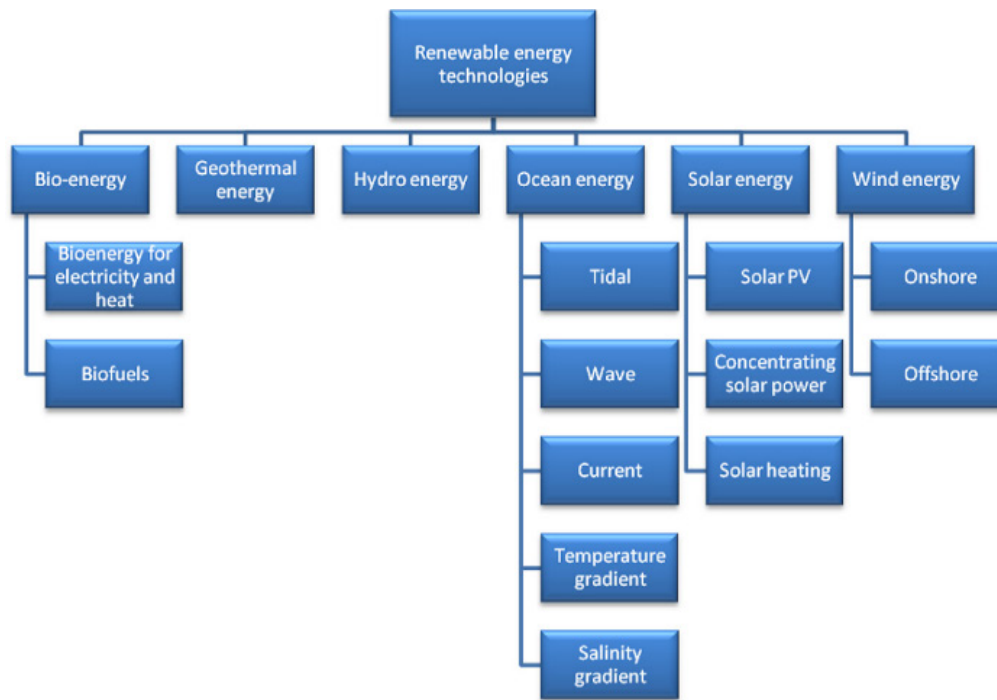 Renewable energy
technologies
Bio-energy
Geothermal
energy
Hydro energy
Ocean energy
Solar energy
Wind energy
Bioenergy for
electricity and
heat
Biofuels
Tidal
Wave
Current
Temperature
gradient
Salinity
gradient
Solar PV
Concentrating
solar power
Solar heating
Onshore
Offshore